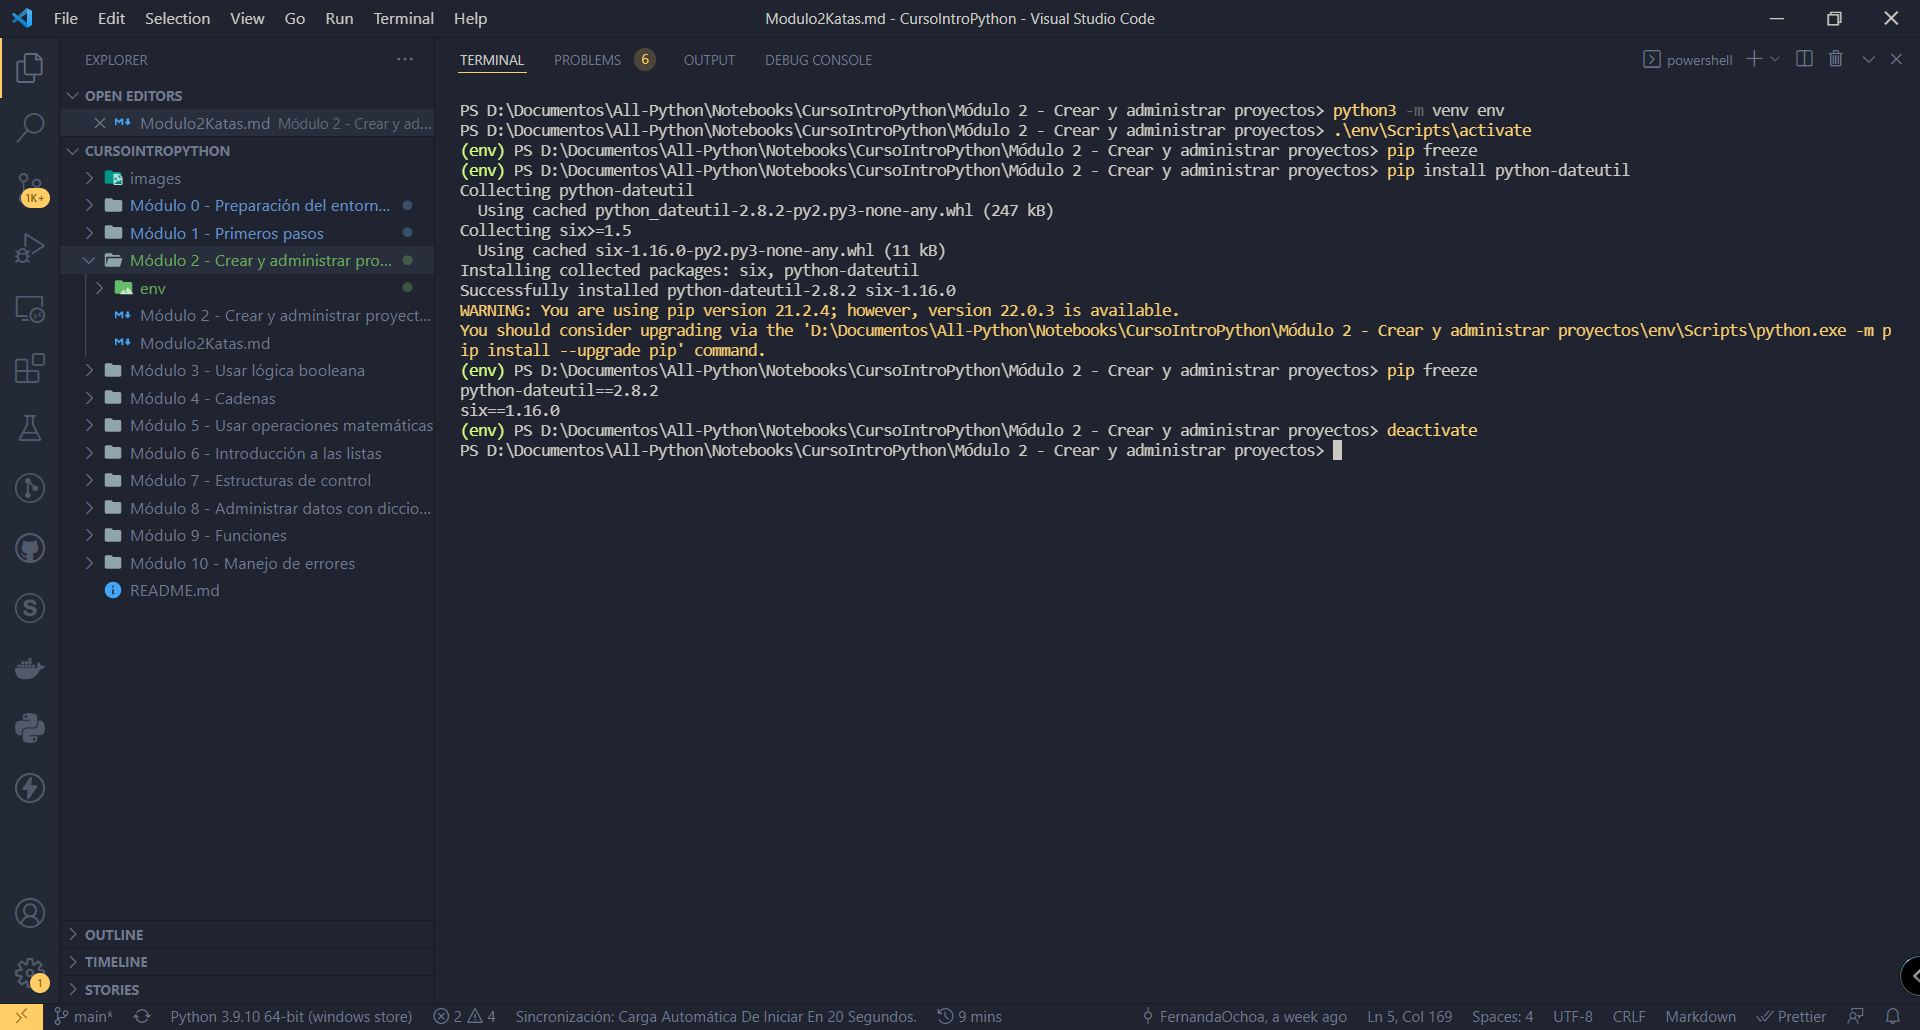 File Edit Selection View Go Run Terminal Help
Modulo2Katas.md - CursoIntroPython - Visual Studio Code
EXPLORER
OPEN EDITORS
Modulo2Katas.md Módulo 2 - Crear y ad...
CURSOINTROPYTHON
images
Módulo 0 - Preparación del entorn...
Módulo 1 - Primeros pasos
Módulo 2 - Crear y administrar pro...
env
Módulo 2 - Crear y administrar proyect...
Modulo2Katas.md
Módulo 3 - Usar lógica booleana
Módulo 4 - Cadenas
Módulo 5 - Usar operaciones matemáticas
Módulo 6 - Introducción a las listas
Módulo 7 - Estructuras de control
Módulo 8 - Administrar datos con diccio...
Módulo 9 - Funciones
Módulo 10 - Manejo de errores
README.md
OUTLINE
TIMELINE
STORIES
1K+
1
TERMINAL PROBLEMS 6 OUTPUT DEBUG CONSOLE
powershell
PS D:\Documentos\All-Python\Notebooks\CursoIntroPython\Módulo 2 - Crear y administrar proyectos> python3 -m venv env
PS D:\Documentos\All-Python\Notebooks\CursoIntroPython\Módulo 2 - Crear y administrar proyectos> .\env\Scripts\activate
(env) PS D:\Documentos\All-Python\Notebooks\CursoIntroPython\Módulo 2 - Crear y administrar proyectos> pip freeze
(env) PS D:\Documentos\All-Python\Notebooks\CursoIntroPython\Módulo 2 - Crear y administrar proyectos> pip install python-dateutil
Collecting python-dateutil
Using cached python_dateutil-2.8.2-py2.py3-none-any.whl (247 kB)
Collecting six>=1.5
Using cached six-1.16.0-py2.py3-none-any.whl (11 kB)
Installing collected packages: six, python-dateutil
Successfully installed python-dateutil-2.8.2 six-1.16.0
WARNING: You are using pip version 21.2.4; however, version 22.0.3 is available.
You should consider upgrading via the 'D:\Documentos\All-Python\Notebooks\CursoIntroPython\Módulo 2 - Crear y administrar proyectos\env\Scripts\python.exe -m p
ip install --upgrade pip' command.
(env) PS D:\Documentos\All-Python\Notebooks\CursoIntroPython\Módulo 2 - Crear y administrar proyectos> pip freeze
python-dateutil==2.8.2
six==1.16.0
(env) PS D:\Documentos\All-Python\Notebooks\CursoIntroPython\Módulo 2 - Crear y administrar proyectos> deactivate
PS D:\Documentos\All-Python\Notebooks\CursoIntroPython\Módulo 2 - Crear y administrar proyectos>
main* Python 3.9.10 64-bit (windows store) 2 4 Sincronización: Carga Automática De Iniciar En 20 Segundos. 9 mins FernandaOchoa, a week ago Ln 5, Col 169 Spaces: 4 UTF-8 CRLF Markdown Prettier